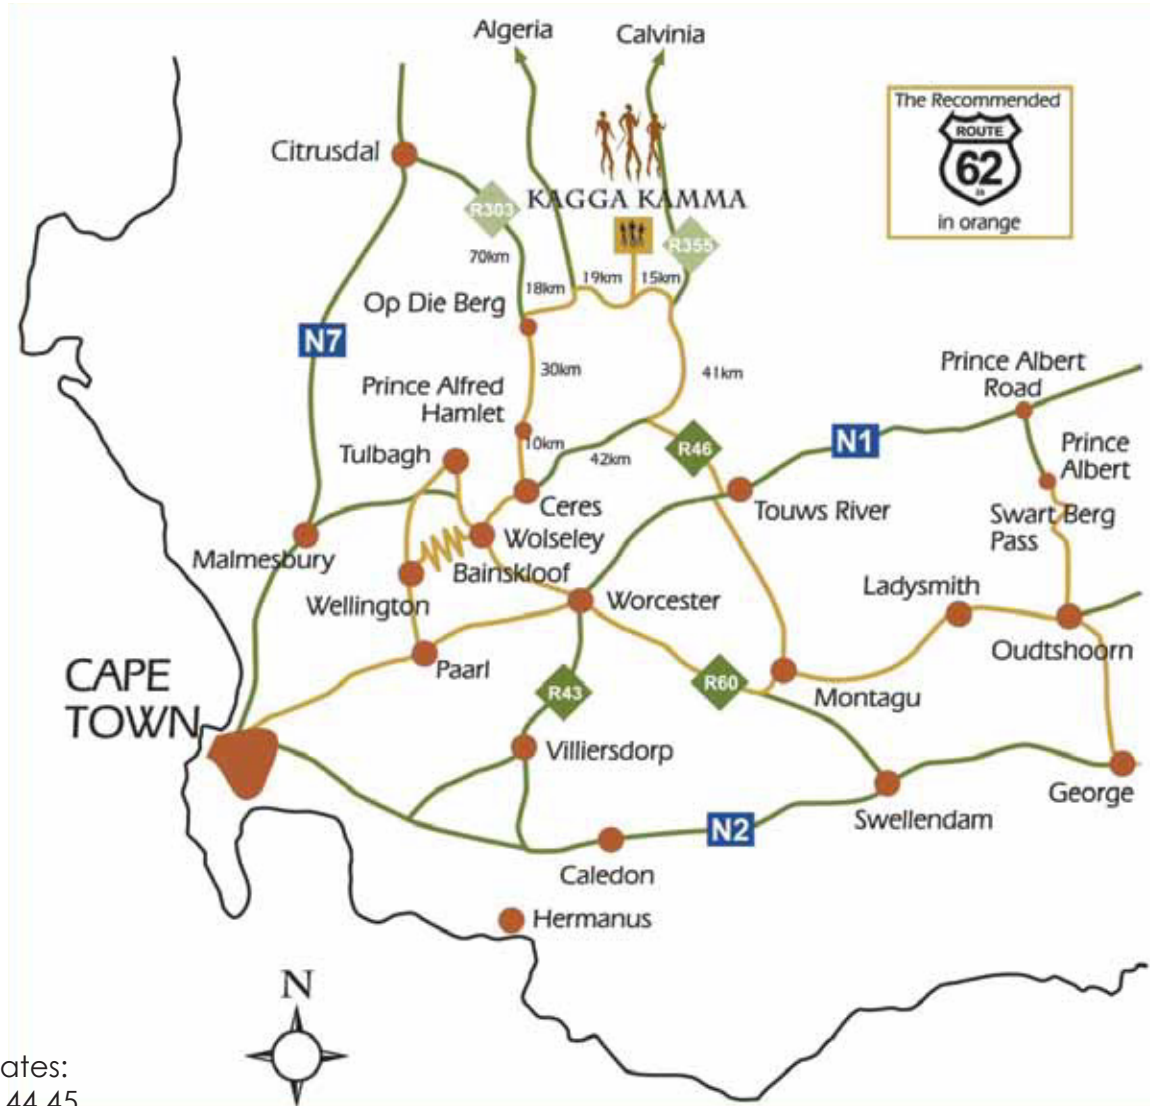 Algeria
Calvinia
The Recommended
ROUTE
62
is
in orange
Citrusdal
R303
KAGGA KAMMA
R355
70km
18km
19km
15km
Op Die Berg
N7
30km
41km
Prince Alfred
Hamlet
Prince Albert
Road
10km
42km
R46
N1
Tulbagh
Prince
Albert
Ceres
Touws River
Swart Berg
Pass
Malmesbury
Wolseley
Bainskloof
Wellington
Worcester
Ladysmith
Oudtshoorn
CAPE
TOWN
Paarl
R43
R60
Montagu
Villiersdorp
George
N2
Swellendam
Caledon
Hermanus
N
ates:
44.45